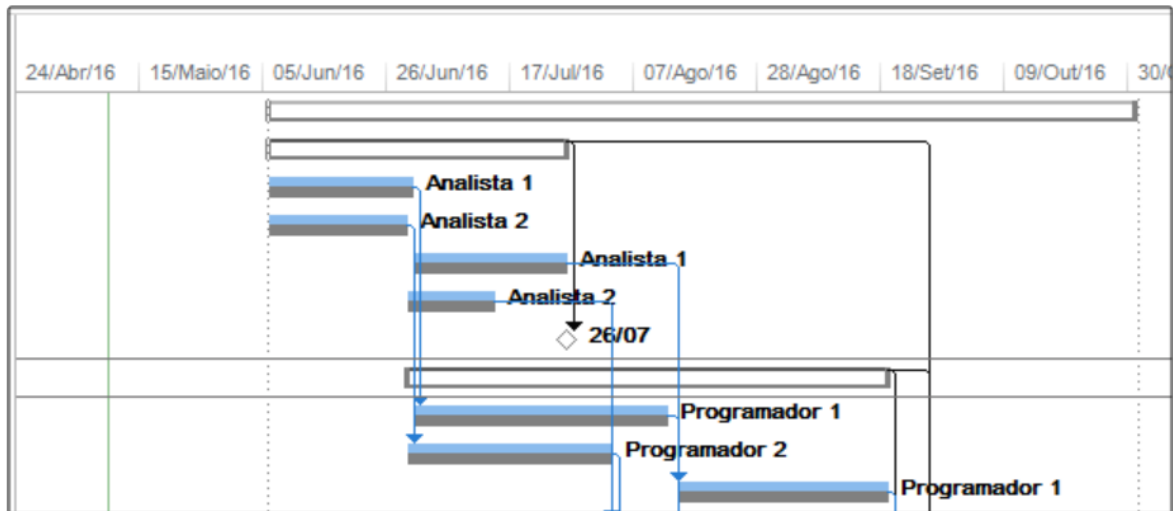 24/Abr/16 15/Maio/16 05/Jun/16 26/Jun/16 17/Jul/16 07/Ago/16 28/Ago/16 18/Set/16 09/Out/16 30/
Analista 1
Analista 2
Analista 1
Analista 2
26/07
Programador 1
Programador 2
Programador 1